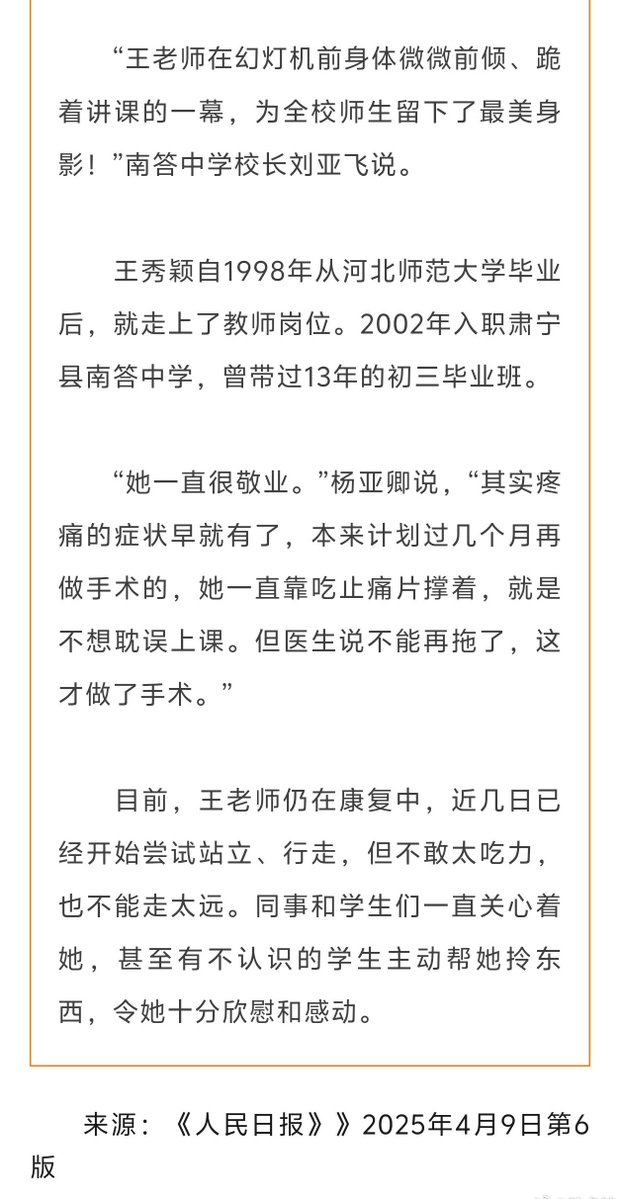 “王老师在幻灯机前身体微微前倾、跪
着讲课的一幕，为全校师生留下了最美身
影！”南答中学校长刘亚飞说。
王秀颖自1998年从河北师范大学毕业
后，就走上了教师岗位。2002年入职肃宁
县南答中学，曾带过13年的初三毕业班。
“她一直很敬业。”杨亚卿说，“其实疼
痛的症状早就有了，本来计划过几个月再
做手术的，她一直靠吃止痛片撑着，就是
不想耽误上课。但医生说不能再拖了，这
才做了手术。”
目前，王老师仍在康复中，近几日已
经开始尝试站立、行走，但不敢太吃力，
也不能走太远。同事和学生们一直关心着
她，甚至有不认识的学生主动帮她拎东
西，令她十分欣慰和感动。
来源：《人民日报》》2025年4月9日第6
版